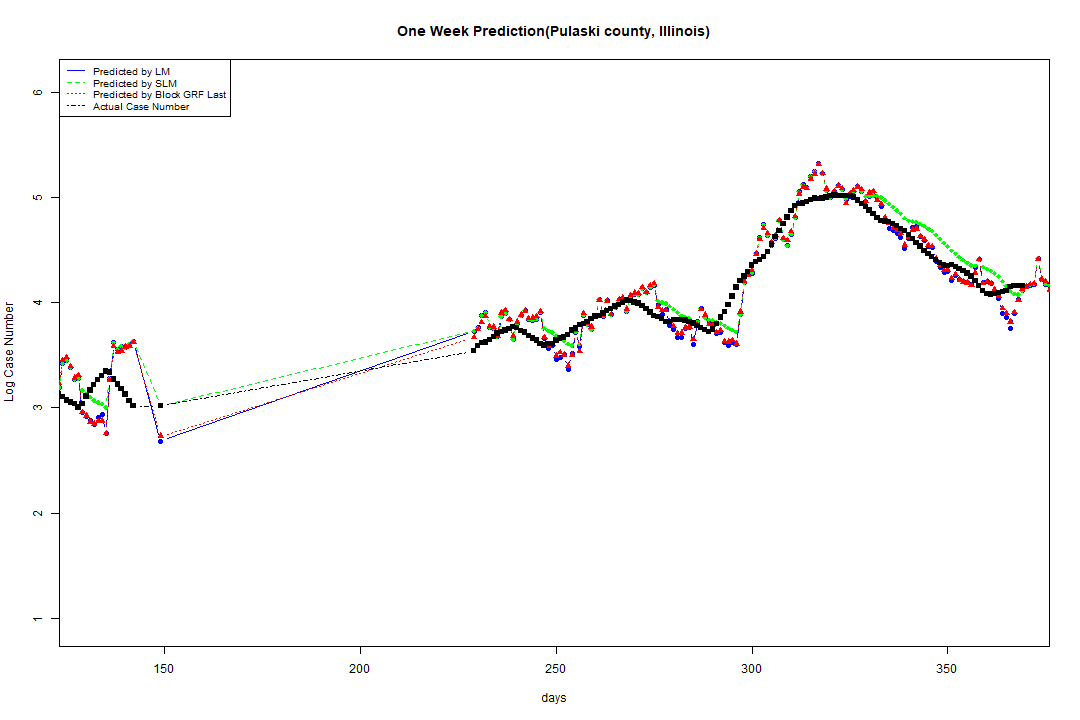 One Week Prediction(Pulaski county, Illinois)
Predicted by LM
Predicted by SLM
Predicted by Block GRF Last
Actual Case Number
Log Case Number
6
5
4
3
2
1
150 200 250 300 350
days